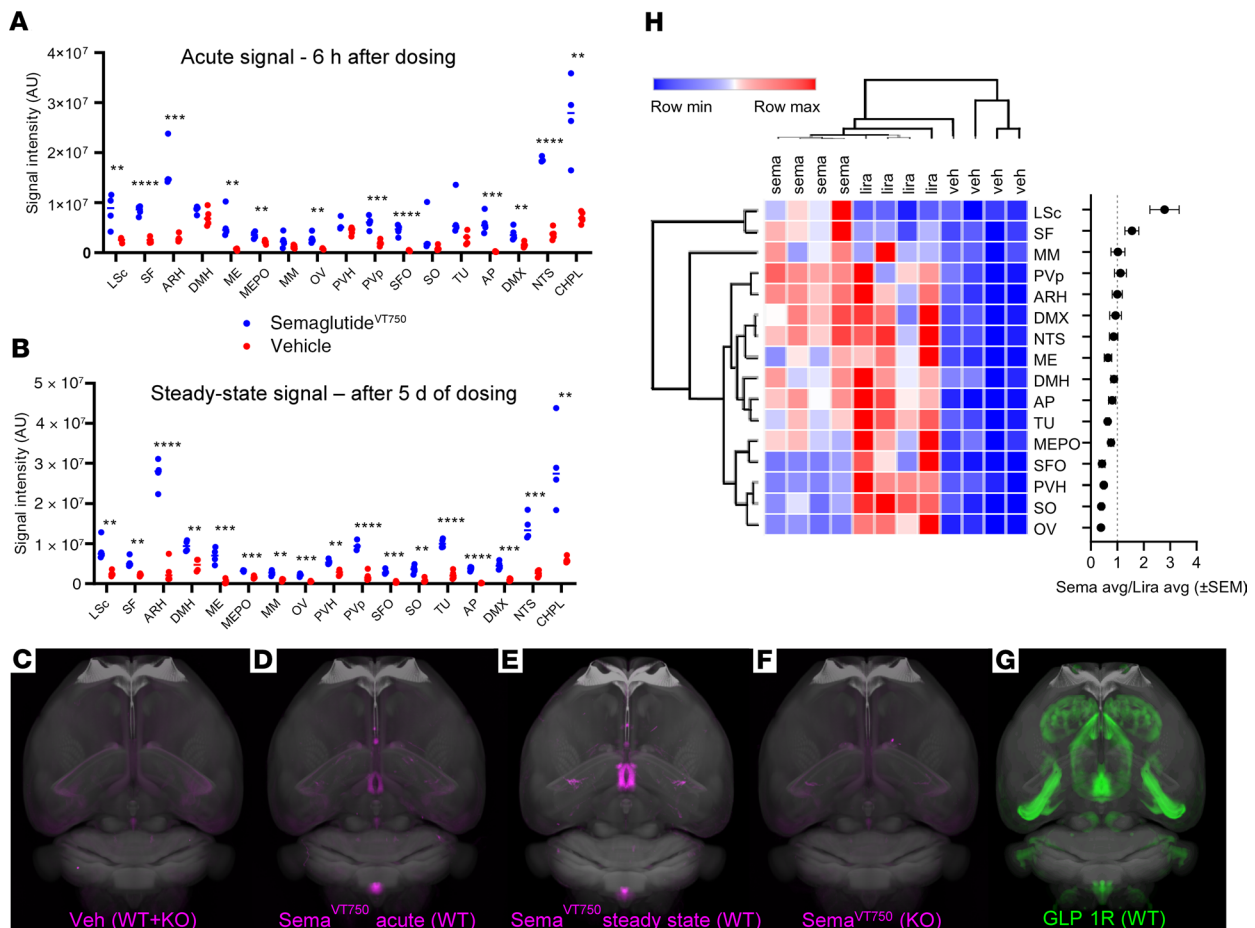 A
Acute signal - 6 h after dosing
Signal intensity (AU)
4×10⁷
3×10⁷
2×10⁷
1×10⁷
0
** **** *** ** ** ** *** **** *** ** **** **
LSc SF ARH DMH ME MEPO MM OV PVH PVp SFO SO TU AP DMX NTS CHPL
Semaglutide^VT750
Vehicle
B
Steady-state signal – after 5 d of dosing
Signal intensity (AU)
5 × 10⁷
4 × 10⁷
3 × 10⁷
2 × 10⁷
1 × 10⁷
0
** ** **** ** *** *** ** *** ** **** *** ** **** **** *** *** **
LSc SF ARH DMH ME MEPO MM OV PVH PVp SFO SO TU AP DMX NTS CHPL
H
Row min Row max
sema sema sema sema lira lira lira lira veh veh veh veh
LSc
SF
MM
PVp
ARH
DMX
NTS
ME
DMH
AP
TU
MEPO
SFO
PVH
SO
OV
0 1 2 3 4
Sema avg/Lira avg (±SEM)
C D E F G
Veh (WT+KO) Sema^VT750 acute (WT) Sema^VT750 steady state (WT) Sema^VT750 (KO) GLP 1R (WT)